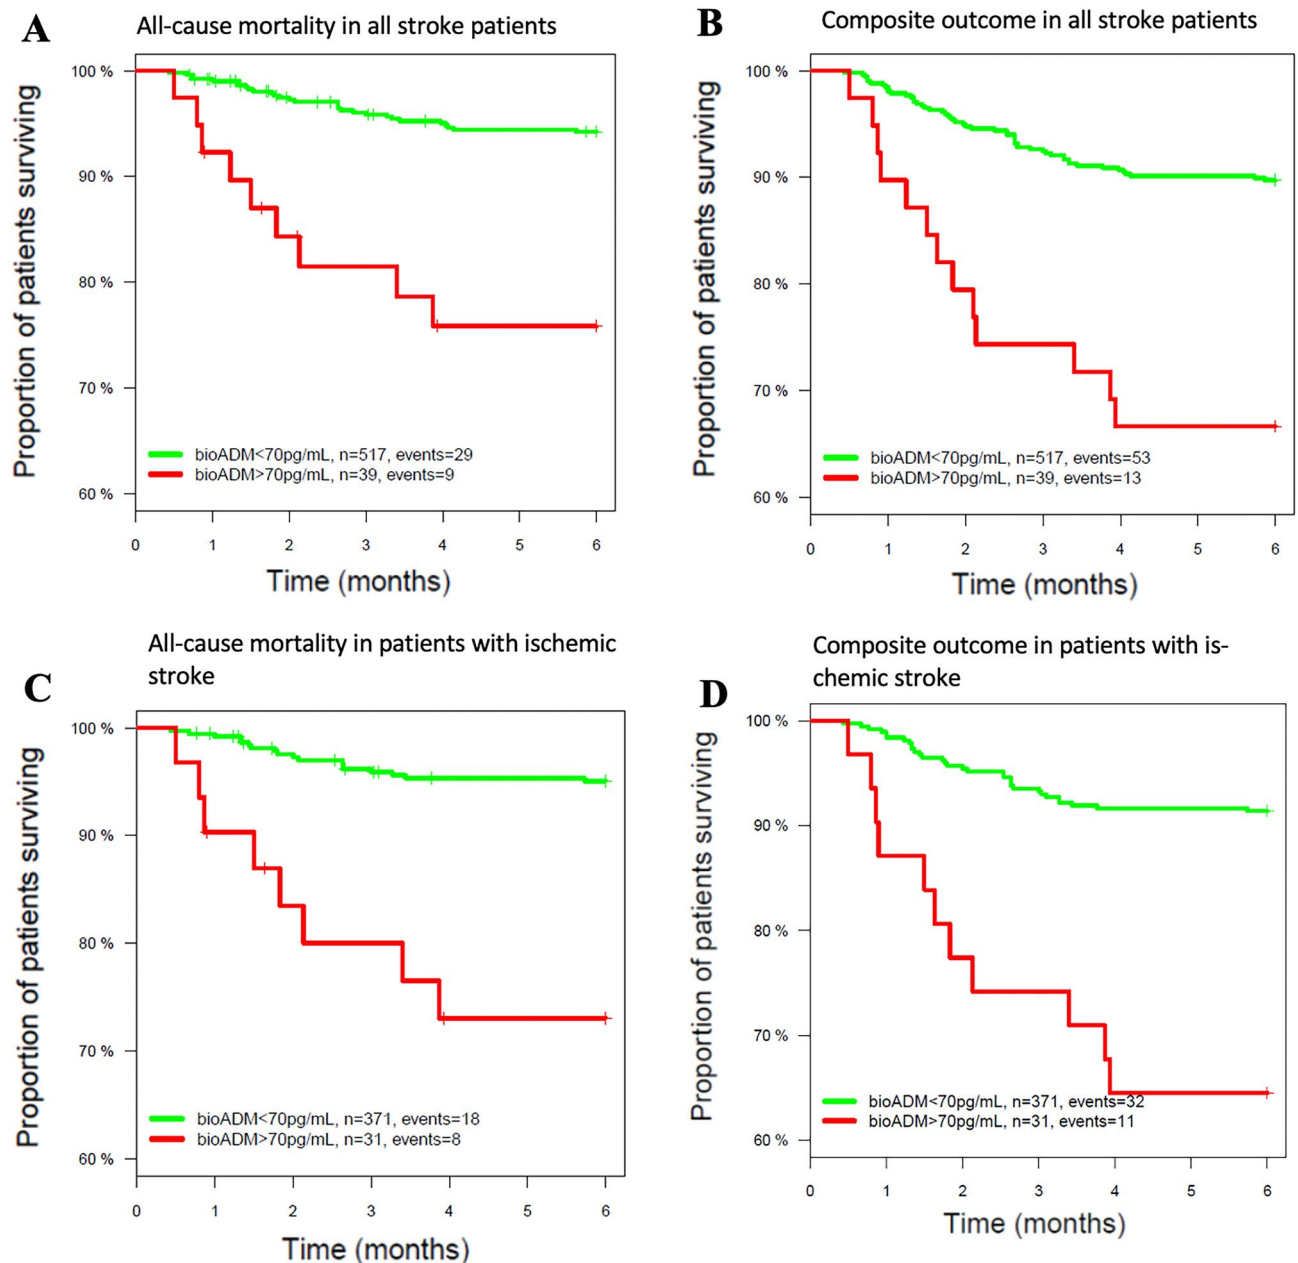 A
All-cause mortality in all stroke patients
Proportion of patients surviving
100 %
90 %
80 %
70 %
60 %
bioADM<70pg/mL, n=517, events=29
bioADM>70pg/mL, n=39, events=9
0 1 2 3 4 5 6
Time (months)
B
Composite outcome in all stroke patients
Proportion of patients surviving
100 %
90 %
80 %
70 %
60 %
bioADM<70pg/mL, n=517, events=53
bioADM>70pg/mL, n=39, events=13
0 1 2 3 4 5 6
Time (months)
C
All-cause mortality in patients with ischemic
stroke
Proportion of patients surviving
100 %
90 %
80 %
70 %
60 %
bioADM<70pg/mL, n=371, events=18
bioADM>70pg/mL, n=31, events=8
0 1 2 3 4 5 6
Time (months)
D
Composite outcome in patients with is-
chemic stroke
Proportion of patients surviving
100 %
90 %
80 %
70 %
60 %
bioADM<70pg/mL, n=371, events=32
bioADM>70pg/mL, n=31, events=11
0 1 2 3 4 5 6
Time (months)